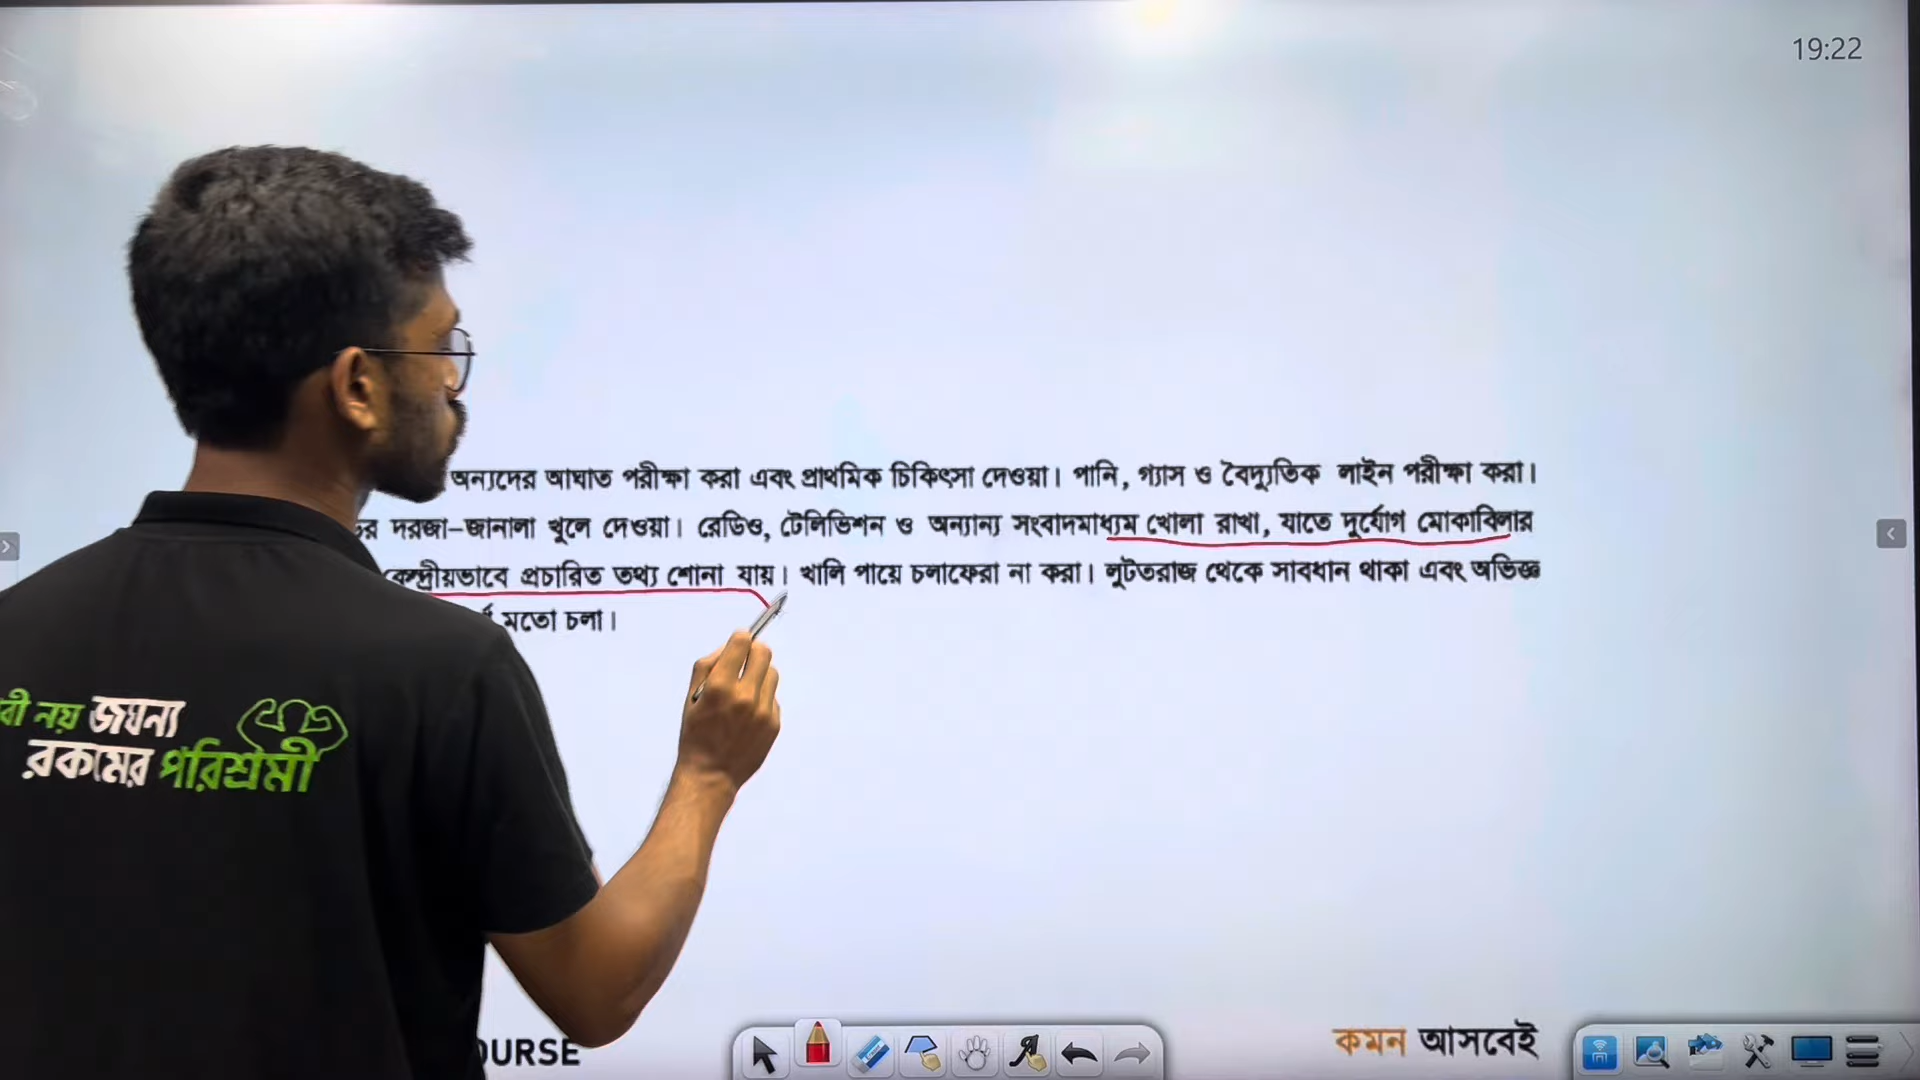 19:22
অন্যদের আঘাত পরীক্ষা করা এবং প্রাথমিক চিকিৎসা দেওয়া। পানি, গ্যাস ও বৈদ্যুতিক লাইন পরীক্ষা করা।
দরজা-জানালা খুলে দেওয়া। রেডিও, টেলিভিশন ও অন্যান্য সংবাদমাধ্যম খোলা রাখা, যাতে দুর্যোগ মোকাবিলার
কেন্দ্রীয়ভাবে প্রচারিত তথ্য শোনা যায়। খালি পায়ে চলাফেরা না করা। লুটতরাজ থেকে সাবধান থাকা এবং অভিজ্ঞ
মতো চলা।
নয় জঘন্য
রকমের পরিশ্রমী
কমন আসবেই